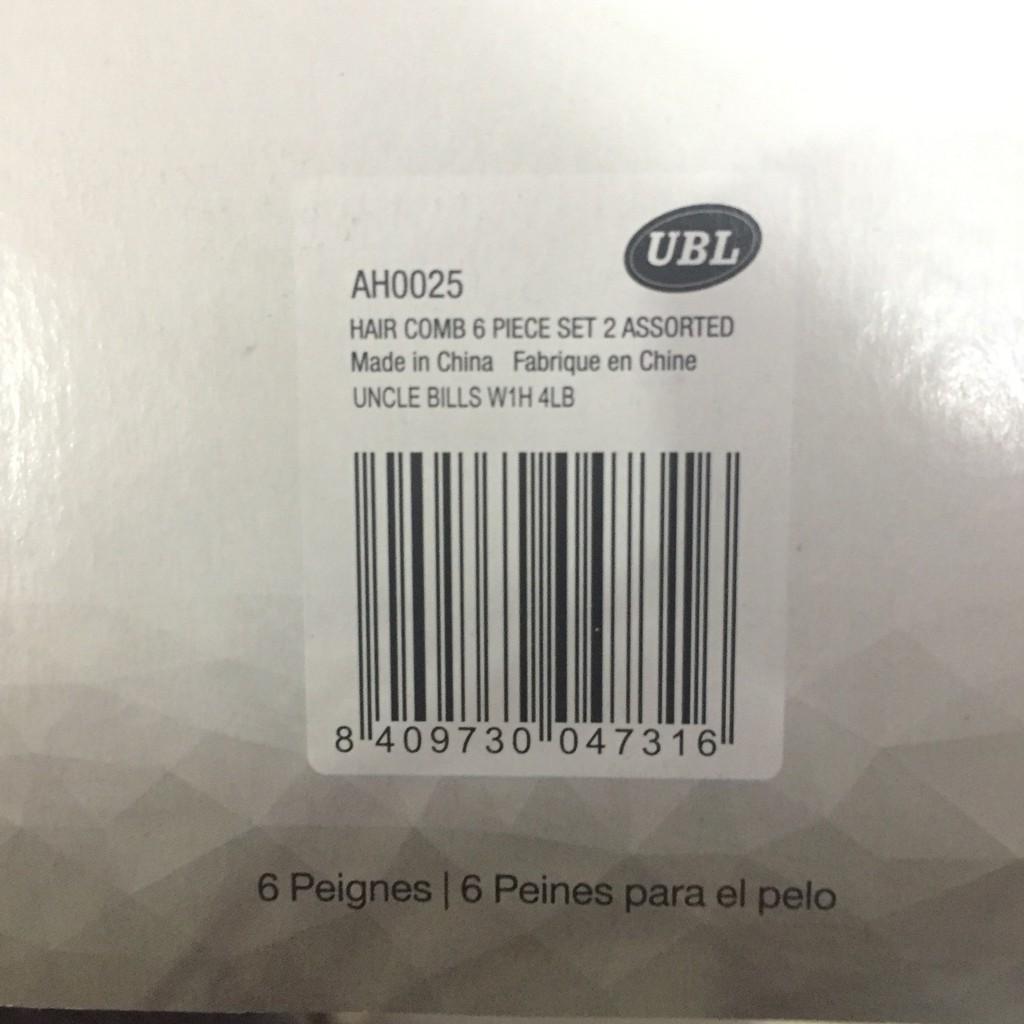 UBL
AH0025
HAIR COMB 6 PIECE SET 2 ASSORTED
Made in China Fabrique en Chine
UNCLE BILLS W1H 4LB
8 409730 047316
6 Peignes | 6 Peines para el pelo